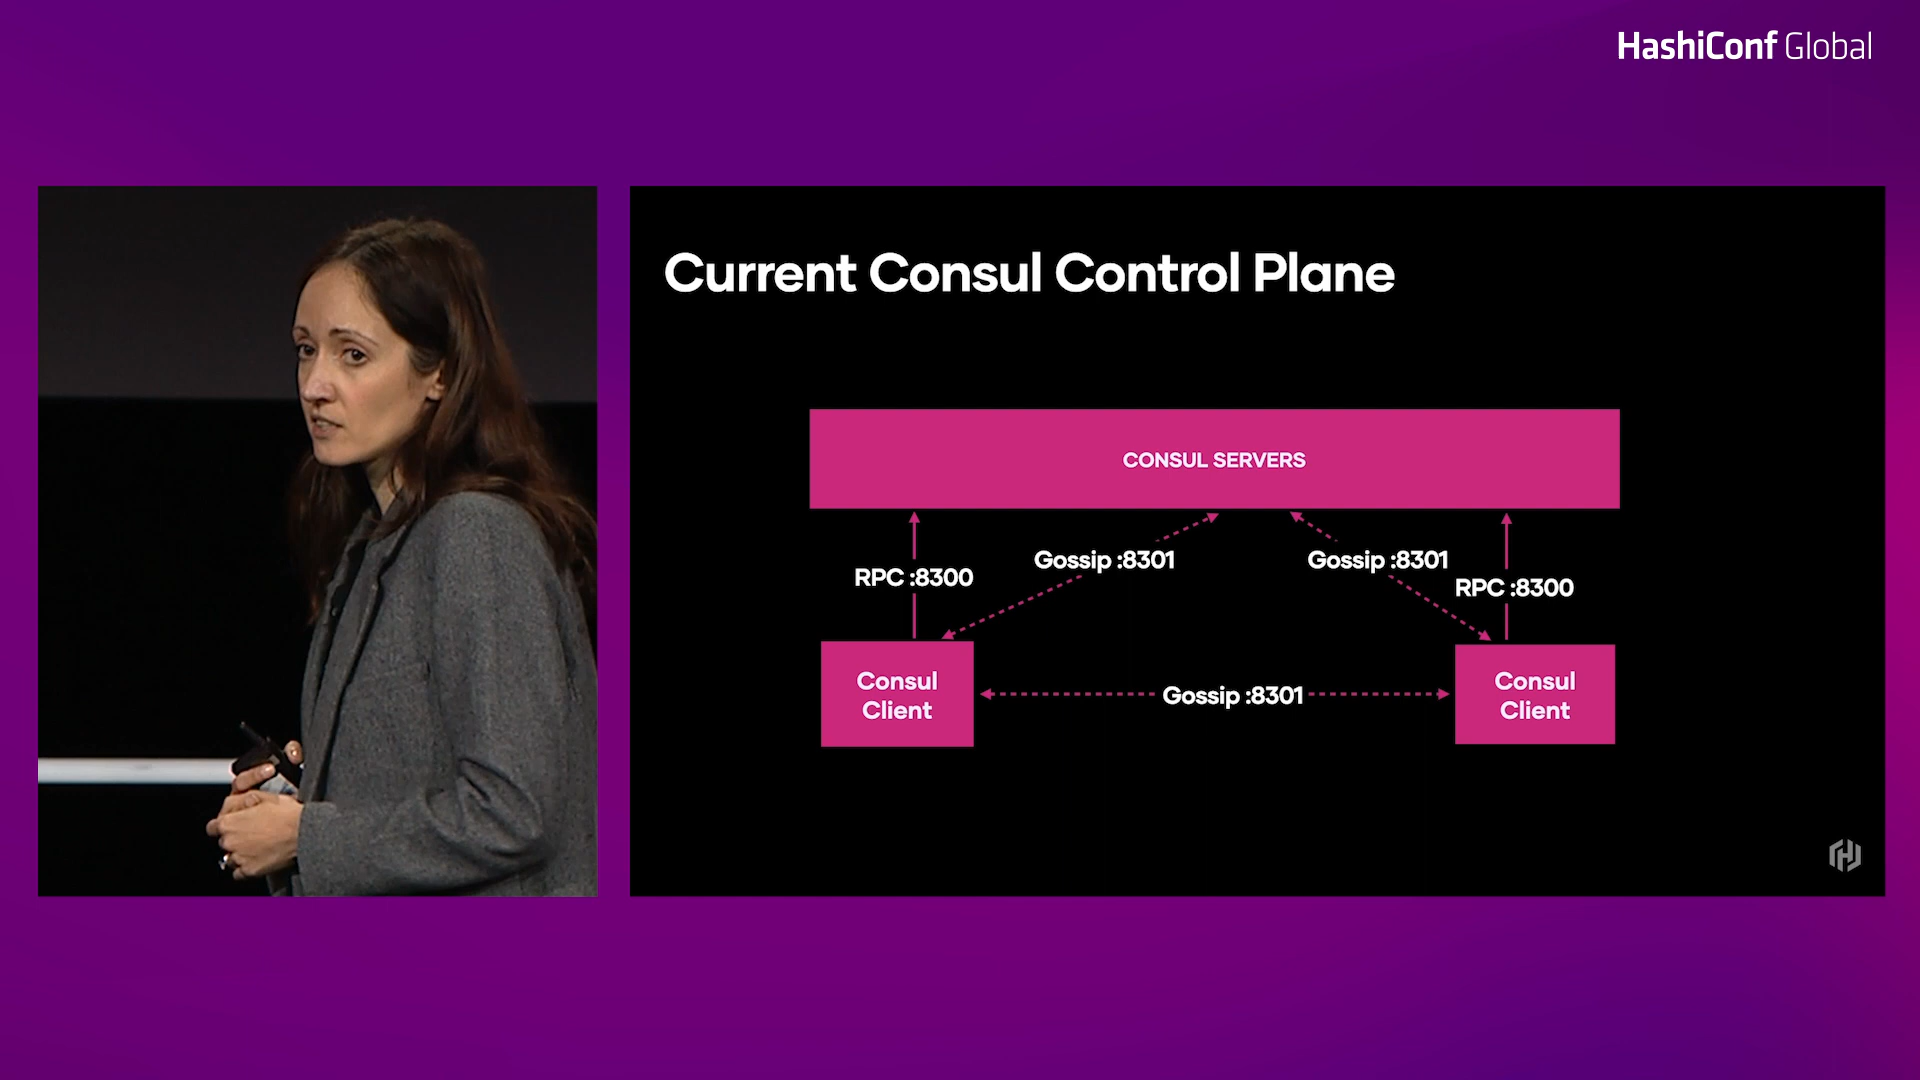 HashiConf Global
Current Consul Control Plane
CONSUL SERVERS
RPC :8300
Gossip :8301
Gossip :8301
RPC :8300
Consul
Client
Gossip :8301
Consul
Client